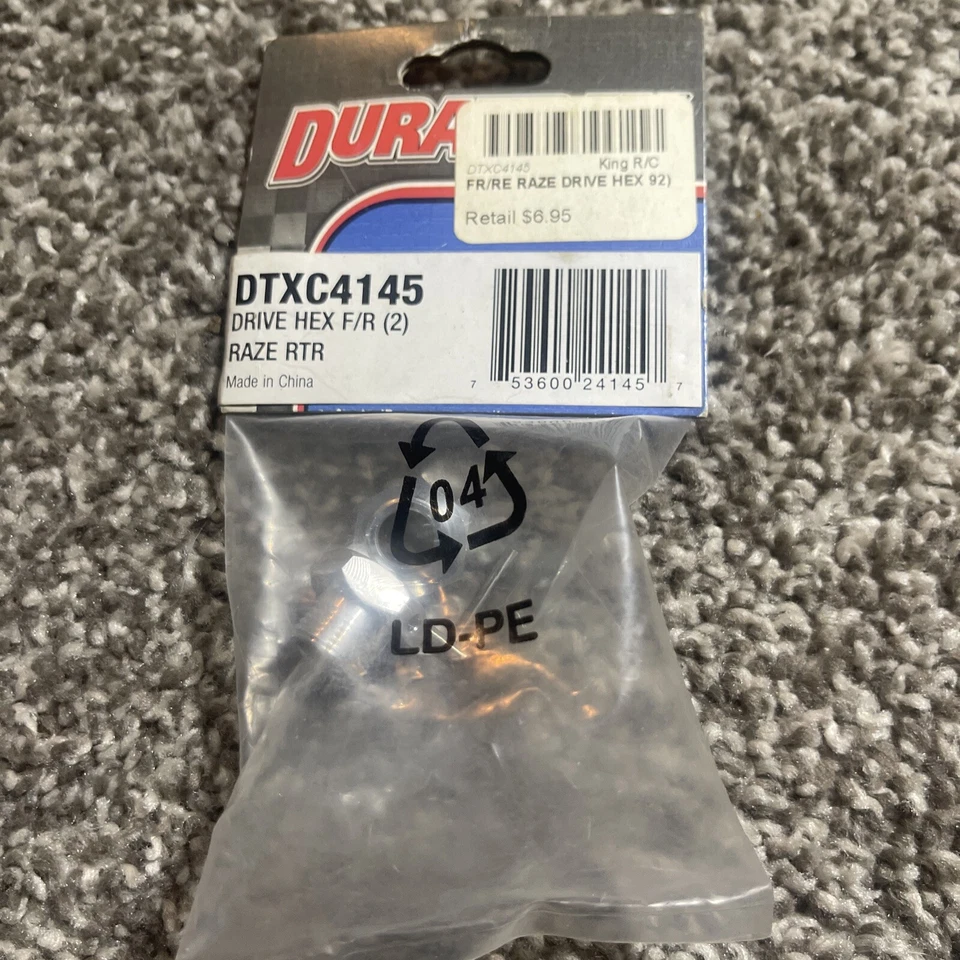 DURA
DTXC4145 King R/C
FR/RE RAZE DRIVE HEX 92)
Retail $6.95
DTXC4145
DRIVE HEX F/R (2)
RAZE RTR
Made in China
7 53600 24145 7
04
LD-PE